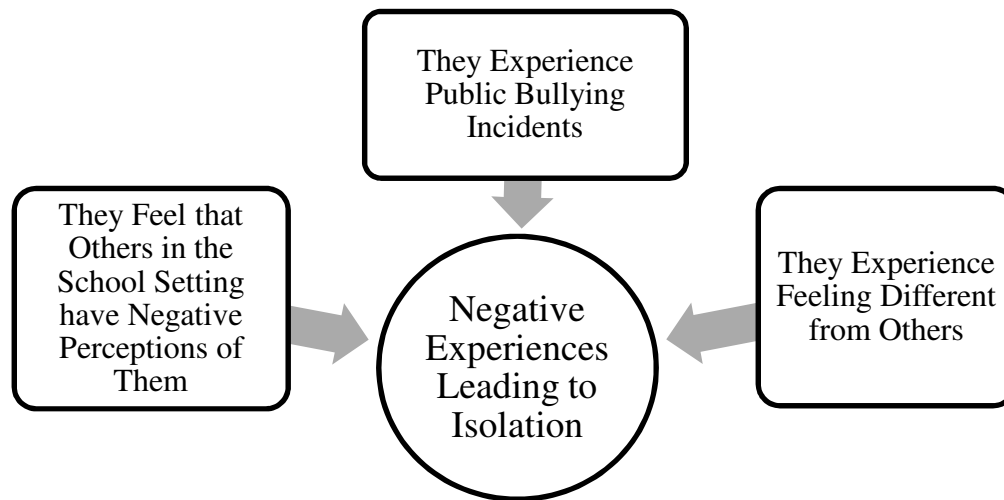 They Experience
Public Bullying
Incidents
They Feel that
Others in the
School Setting
have Negative
Perceptions of
Them
They Experience
Feeling Different
from Others
Negative
Experiences
Leading to
Isolation